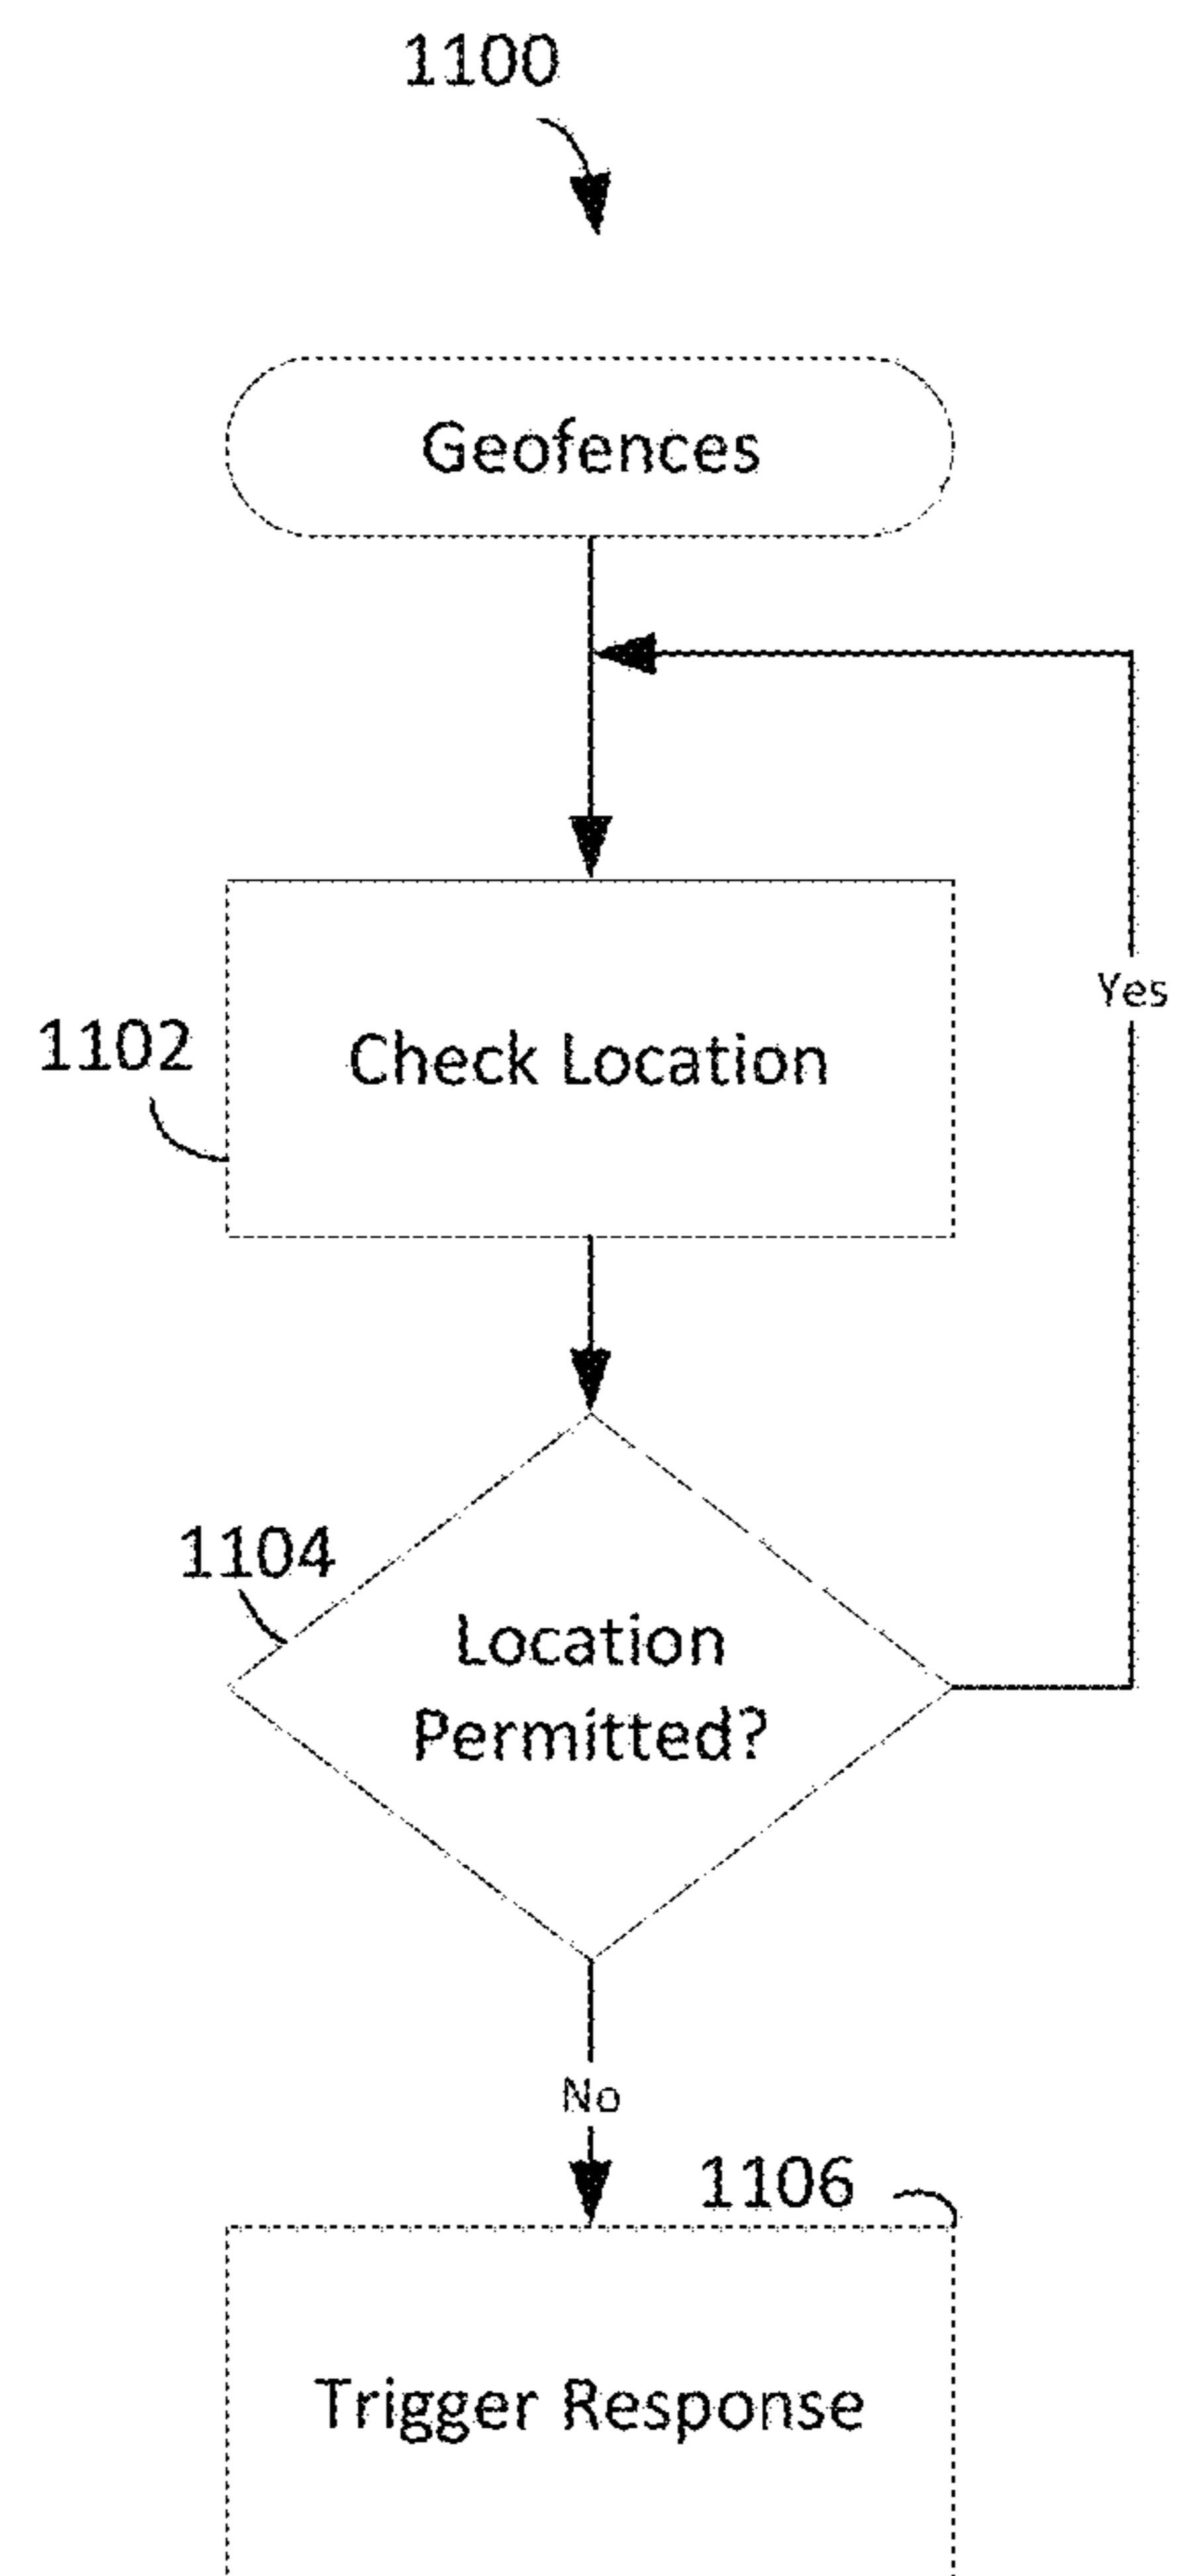 1100
Geofences
Yes
1102
Check Location
1104
Location
Permitted?
No
1106
Trigger Response